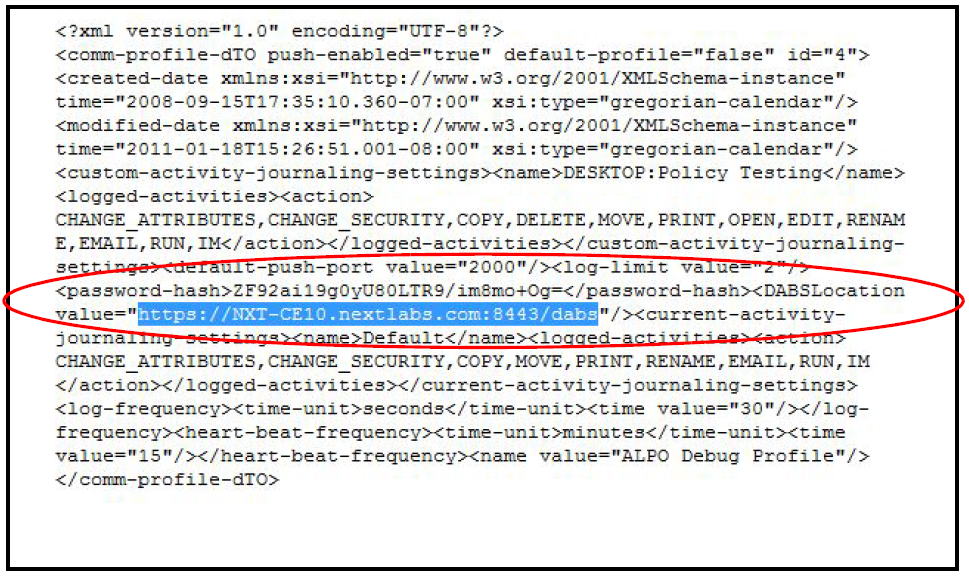 <?xml version="1.0" encoding="UTF-8"?>
<comm-profile-dTO push-enabled="true" default-profile="false" id="4">
<created-date xmlns:xsi="http://www.w3.org/2001/XMLSchema-instance"
time="2008-09-15T17:35:10.360-07:00" xsi:type="gregorian-calendar"/>
<modified-date xmlns:xsi="http://www.w3.org/2001/XMLSchema-instance"
time="2011-01-18T15:26:51.001-08:00" xsi:type="gregorian-calendar"/>
<custom-activity-journaling-settings><name>DESKTOP:Policy Testing</name>
<logged-activities><action>
CHANGE_ATTRIBUTES,CHANGE_SECURITY,COPY,DELETE,MOVE,PRINT,OPEN,EDIT,RENAM
E,EMAIL,RUN,IM</action></logged-activities></custom-activity-journaling-
settings><default-push-port value="2000"/><log-limit value="2"/>
<password-hash>ZF92ai19g0yU80LTR9/im8mo+Og=</password-hash><DABSLocation
value="https://NXT-CE10.nextlabs.com:8443/dabs"/><current-activity-
journaling-settings><name>Default</name><logged-activities><action>
CHANGE_ATTRIBUTES,CHANGE_SECURITY,COPY,MOVE,PRINT,RENAME,EMAIL,RUN,IM
</action></logged-activities></current-activity-journaling-settings>
<log-frequency><time-unit>seconds</time-unit><time value="30"/></log-
frequency><heart-beat-frequency><time-unit>minutes</time-unit><time
value="15"/></heart-beat-frequency><name value="ALPO Debug Profile"/>
</comm-profile-dTO>